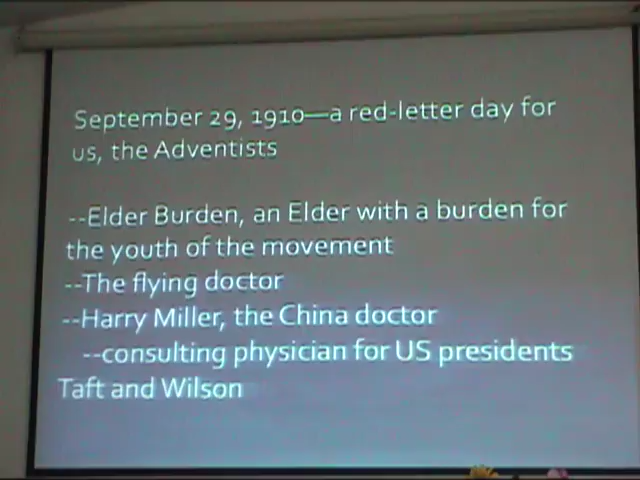 September 29, 1910—a red-letter day for
us, the Adventists
--Elder Burden, an Elder with a burden for
the youth of the movement
--The flying doctor
--Harry Miller, the China doctor
--consulting physician for US presidents
Taft and Wilson